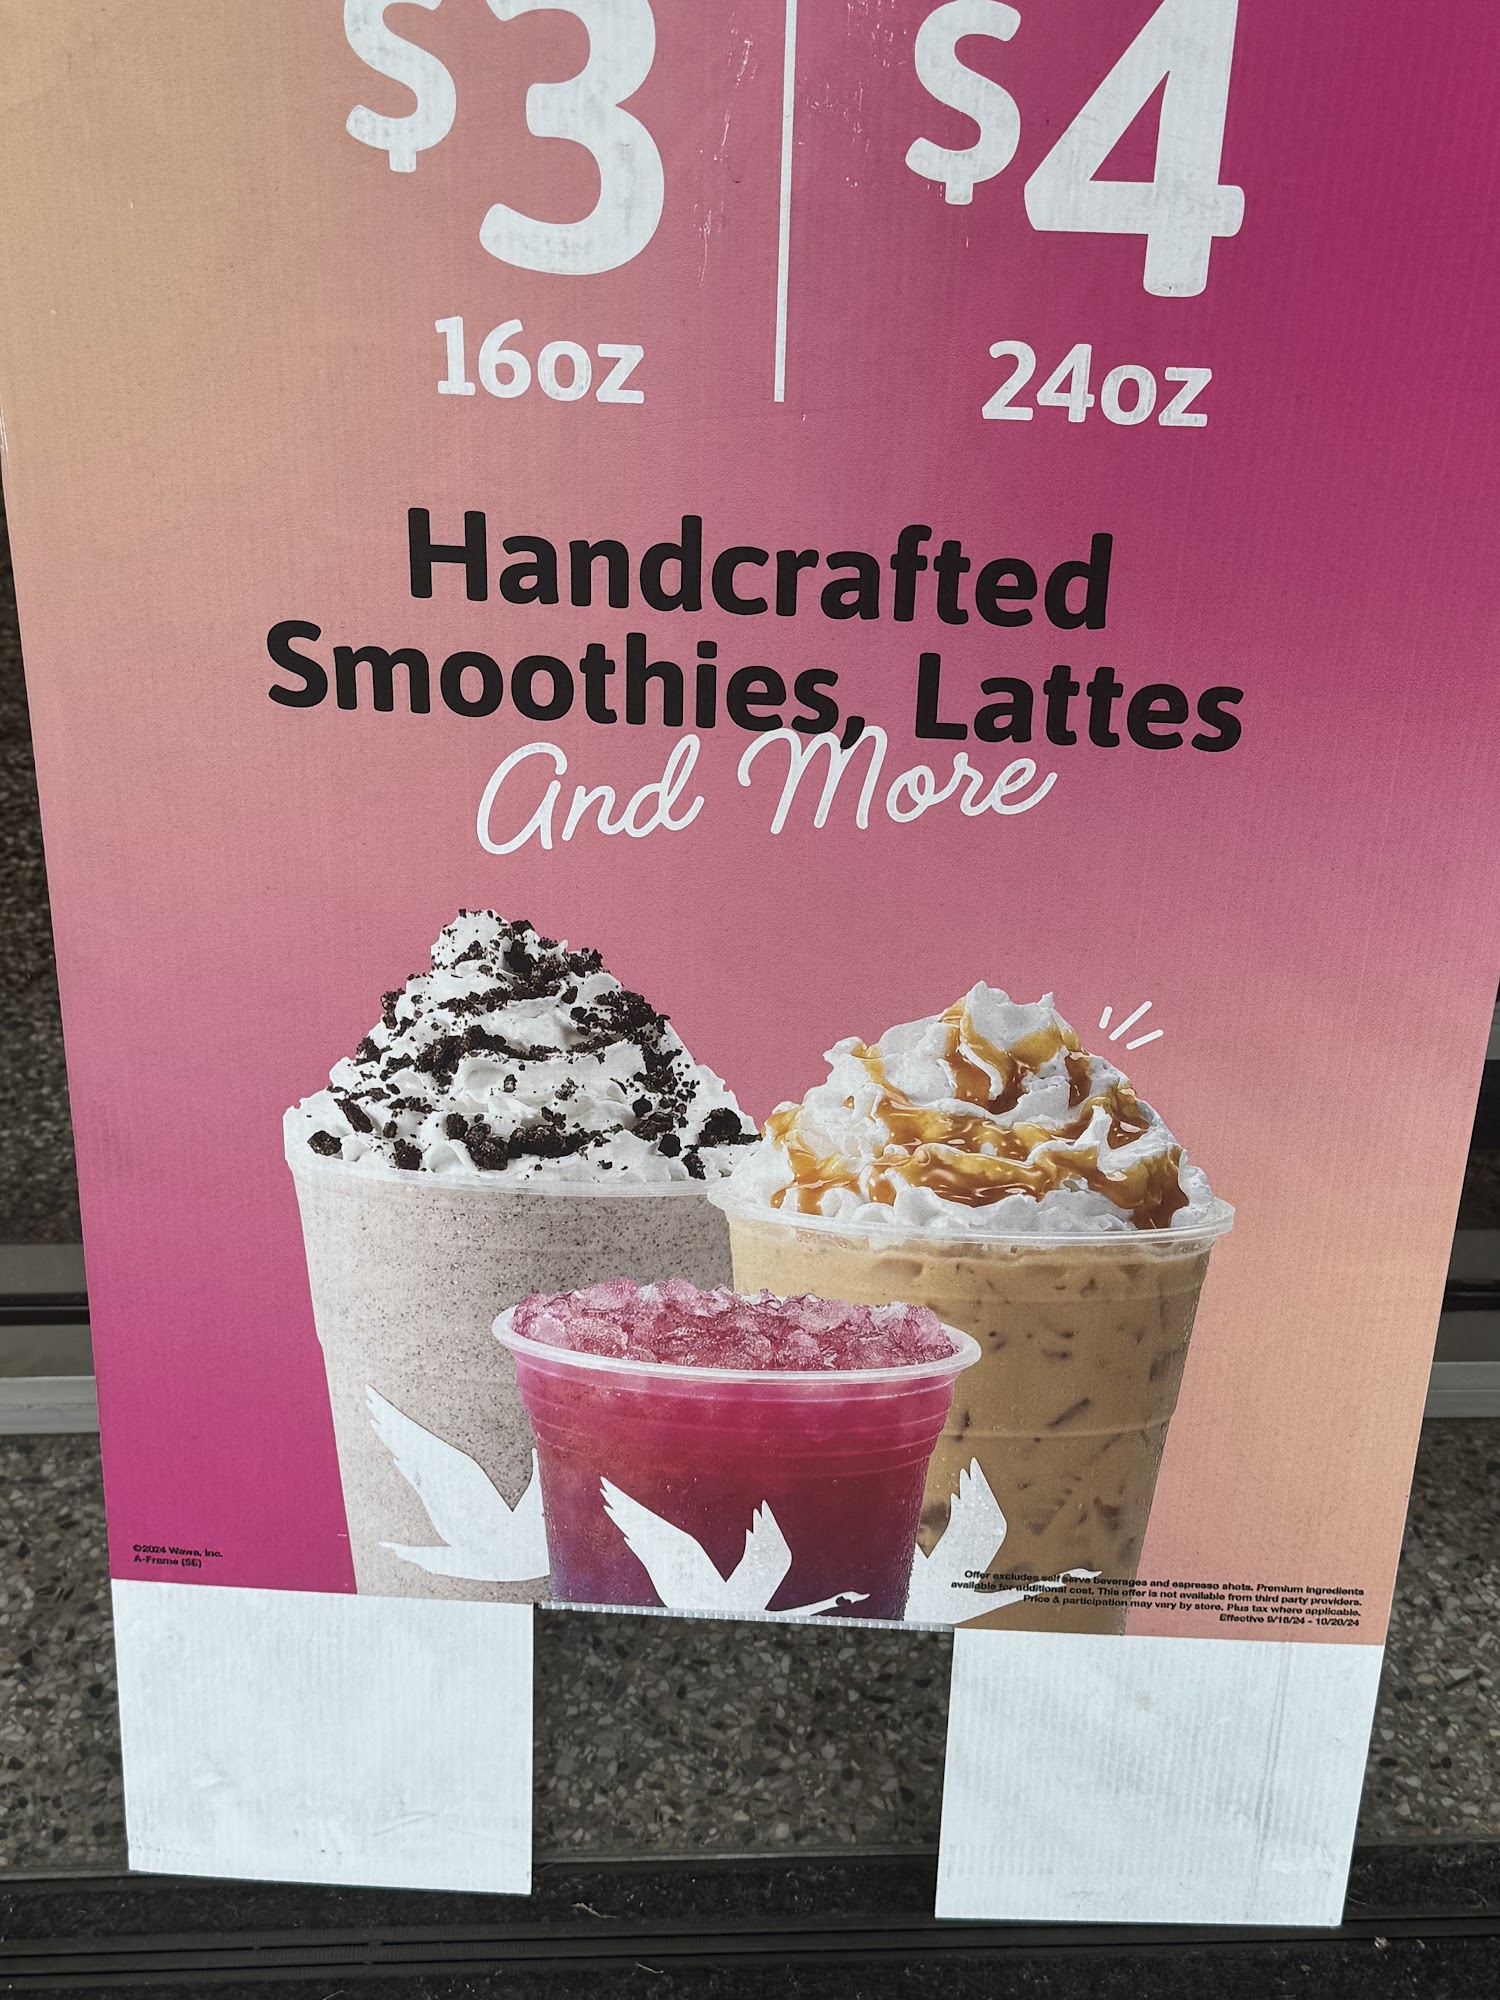 $3
$4
16oz
24oz
Handcrafted
Smoothies, Lattes
And More
©2024 Wawa, Inc.
A-Frame (SE)
Offer excludes self serve beverages and espresso shots. Premium ingredients
available for additional cost. This offer is not available from third party providers.
Price & participation may vary by store. Plus tax where applicable.
Effective 9/16/24 - 10/20/24